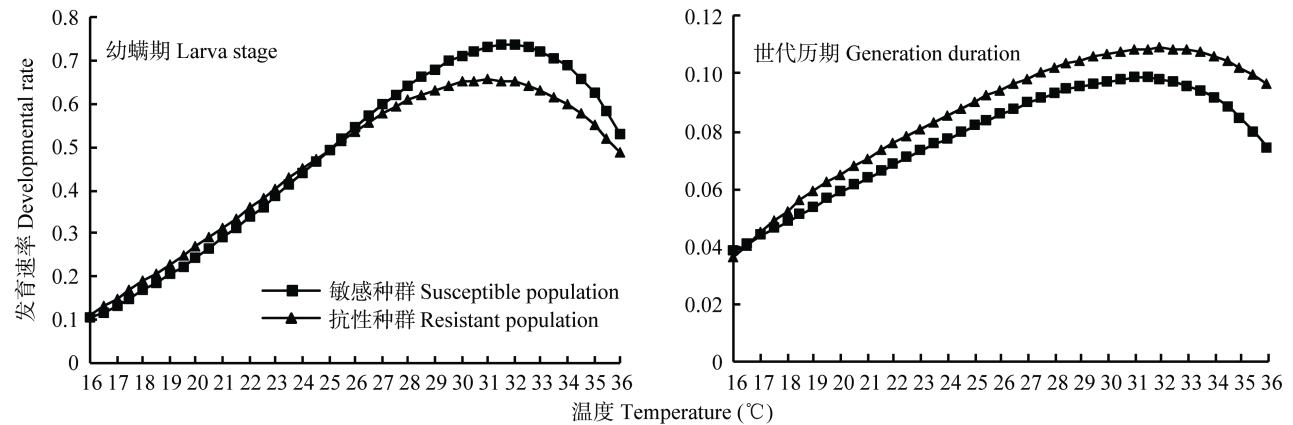 幼螨期 Larva stage
发育速率 Developmental rate
0.8
0.7
0.6
0.5
0.4
0.3
0.2
0.1
0
敏感种群 Susceptible population
抗性种群 Resistant population
16 17 18 19 20 21 22 23 24 25 26 27 28 29 30 31 32 33 34 35 36
世代历期 Generation duration
0.12
0.10
0.08
0.06
0.04
0.02
0
16 17 18 19 20 21 22 23 24 25 26 27 28 29 30 31 32 33 34 35 36
温度 Temperature (℃)